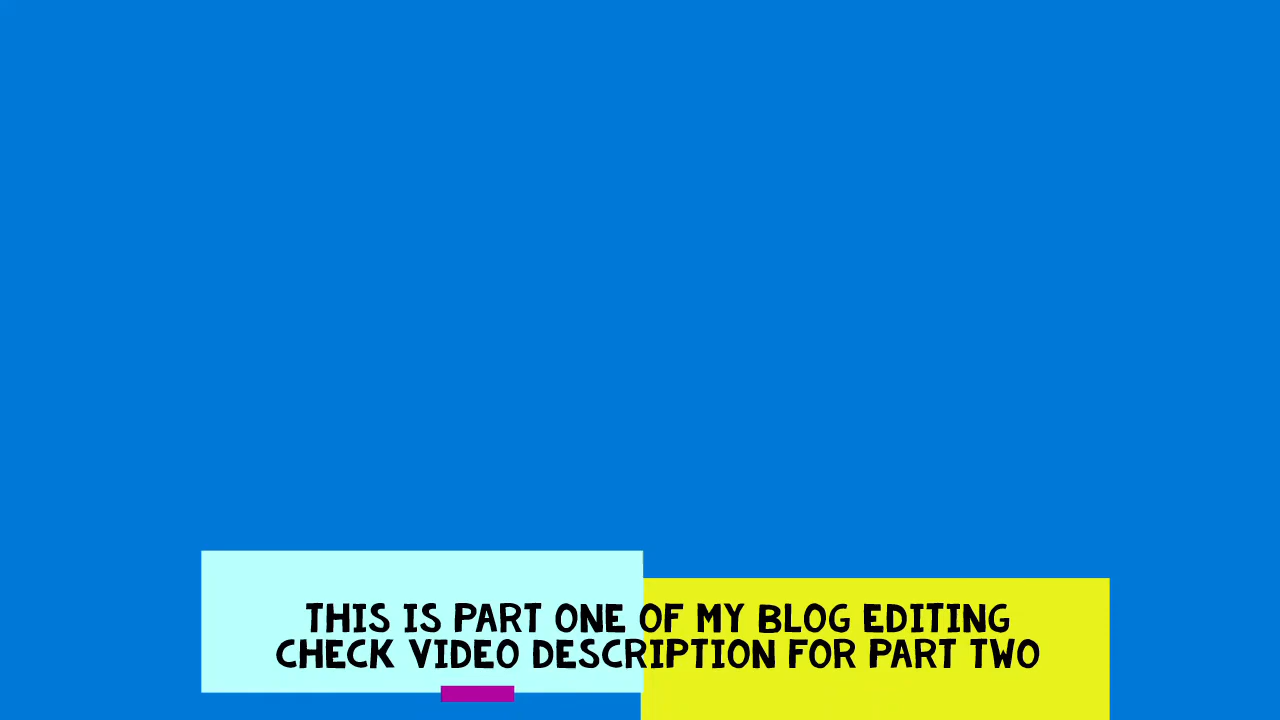 THIS IS PART ONE OF MY BLOG EDITING
CHECK VIDEO DESCRIPTION FOR PART TWO